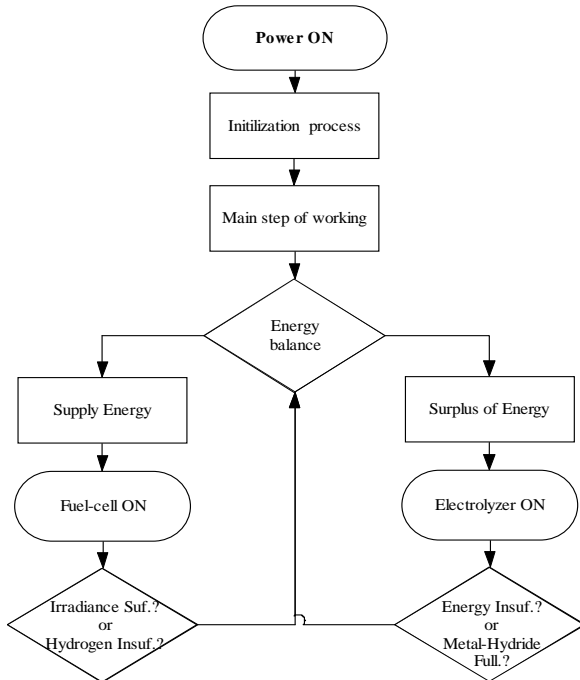 Power ON
Initilization process
Main step of working
Energy
balance
Supply Energy
Surplus of Energy
Fuel-cell ON
Electrolyzer ON
Irradiance Suf.?
or
Hydrogen Insuf.?
Energy Insuf.?
or
Metal-Hydride
Full.?